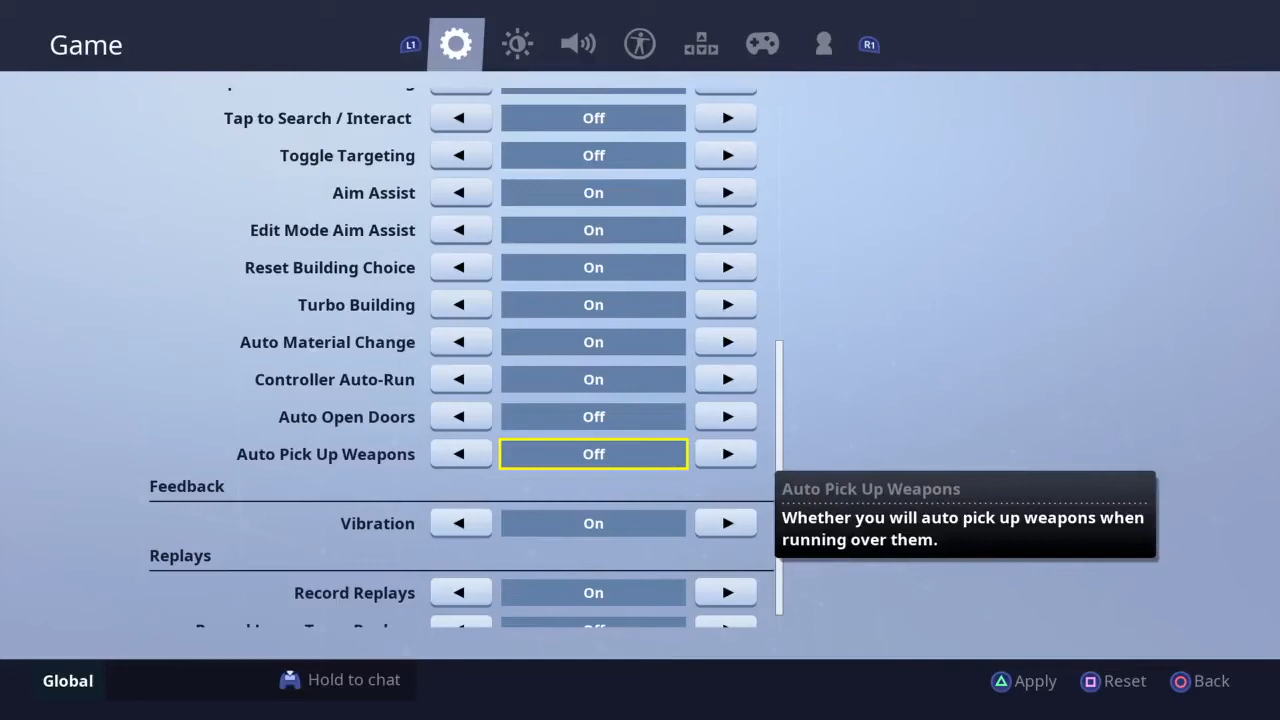 Game
L1
R1
Tap to Search / Interact Off
Toggle Targeting Off
Aim Assist On
Edit Mode Aim Assist On
Reset Building Choice On
Turbo Building On
Auto Material Change On
Controller Auto-Run On
Auto Open Doors Off
Auto Pick Up Weapons Off
Feedback
Auto Pick Up Weapons
Whether you will auto pick up weapons when
running over them.
Vibration On
Replays
Record Replays On
Global
Hold to chat
Apply
Reset
Back